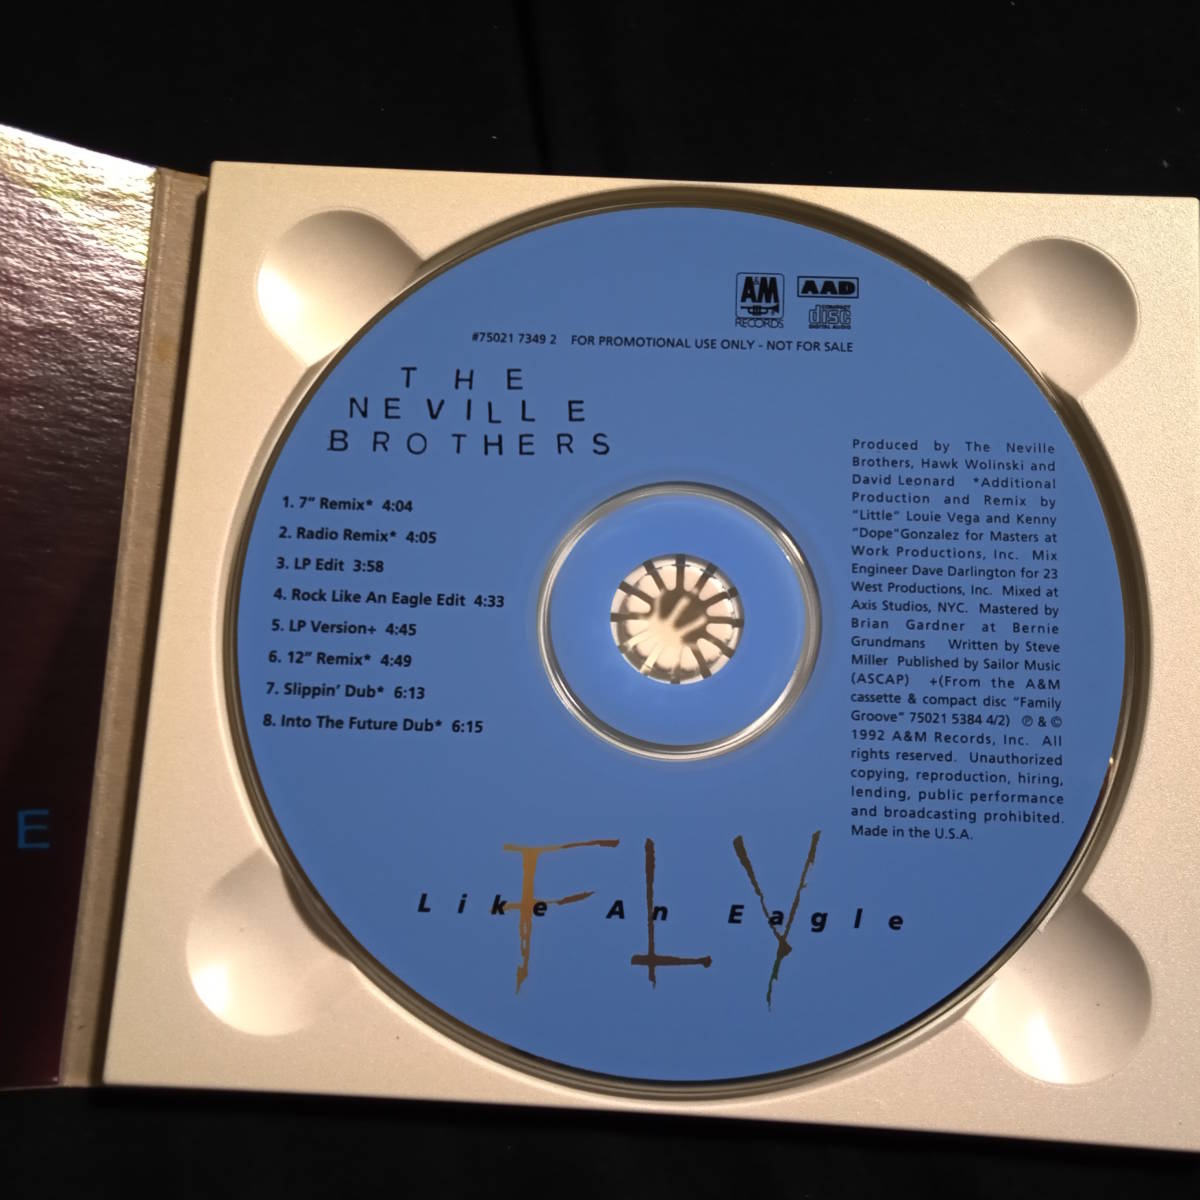 A&M
RECORDS
AAD
COMPACT
disc
DIGITAL AUDIO
#75021 7349 2 FOR PROMOTIONAL USE ONLY - NOT FOR SALE
THE
NEVILLE
BROTHERS
1. 7" Remix* 4:04
2. Radio Remix* 4:05
3. LP Edit 3:58
4. Rock Like An Eagle Edit 4:33
5. LP Version+ 4:45
6. 12" Remix* 4:49
7. Slippin' Dub* 6:13
8. Into The Future Dub* 6:15
Produced by The Neville
Brothers, Hawk Wolinski and
David Leonard *Additional
Production and Remix by
"Little" Louie Vega and Kenny
"Dope"Gonzalez for Masters at
Work Productions, Inc. Mix
Engineer Dave Darlington for 23
West Productions, Inc. Mixed at
Axis Studios, NYC. Mastered by
Brian Gardner at Bernie
Grundmans Written by Steve
Miller Published by Sailor Music
(ASCAP) +(From the A&M
cassette & compact disc "Family
Groove" 75021 5384 4/2) ℗ & ©
1992 A&M Records, Inc. All
rights reserved. Unauthorized
copying, reproduction, hiring,
lending, public performance
and broadcasting prohibited.
Made in the U.S.A.
FLY
Like An Eagle
E